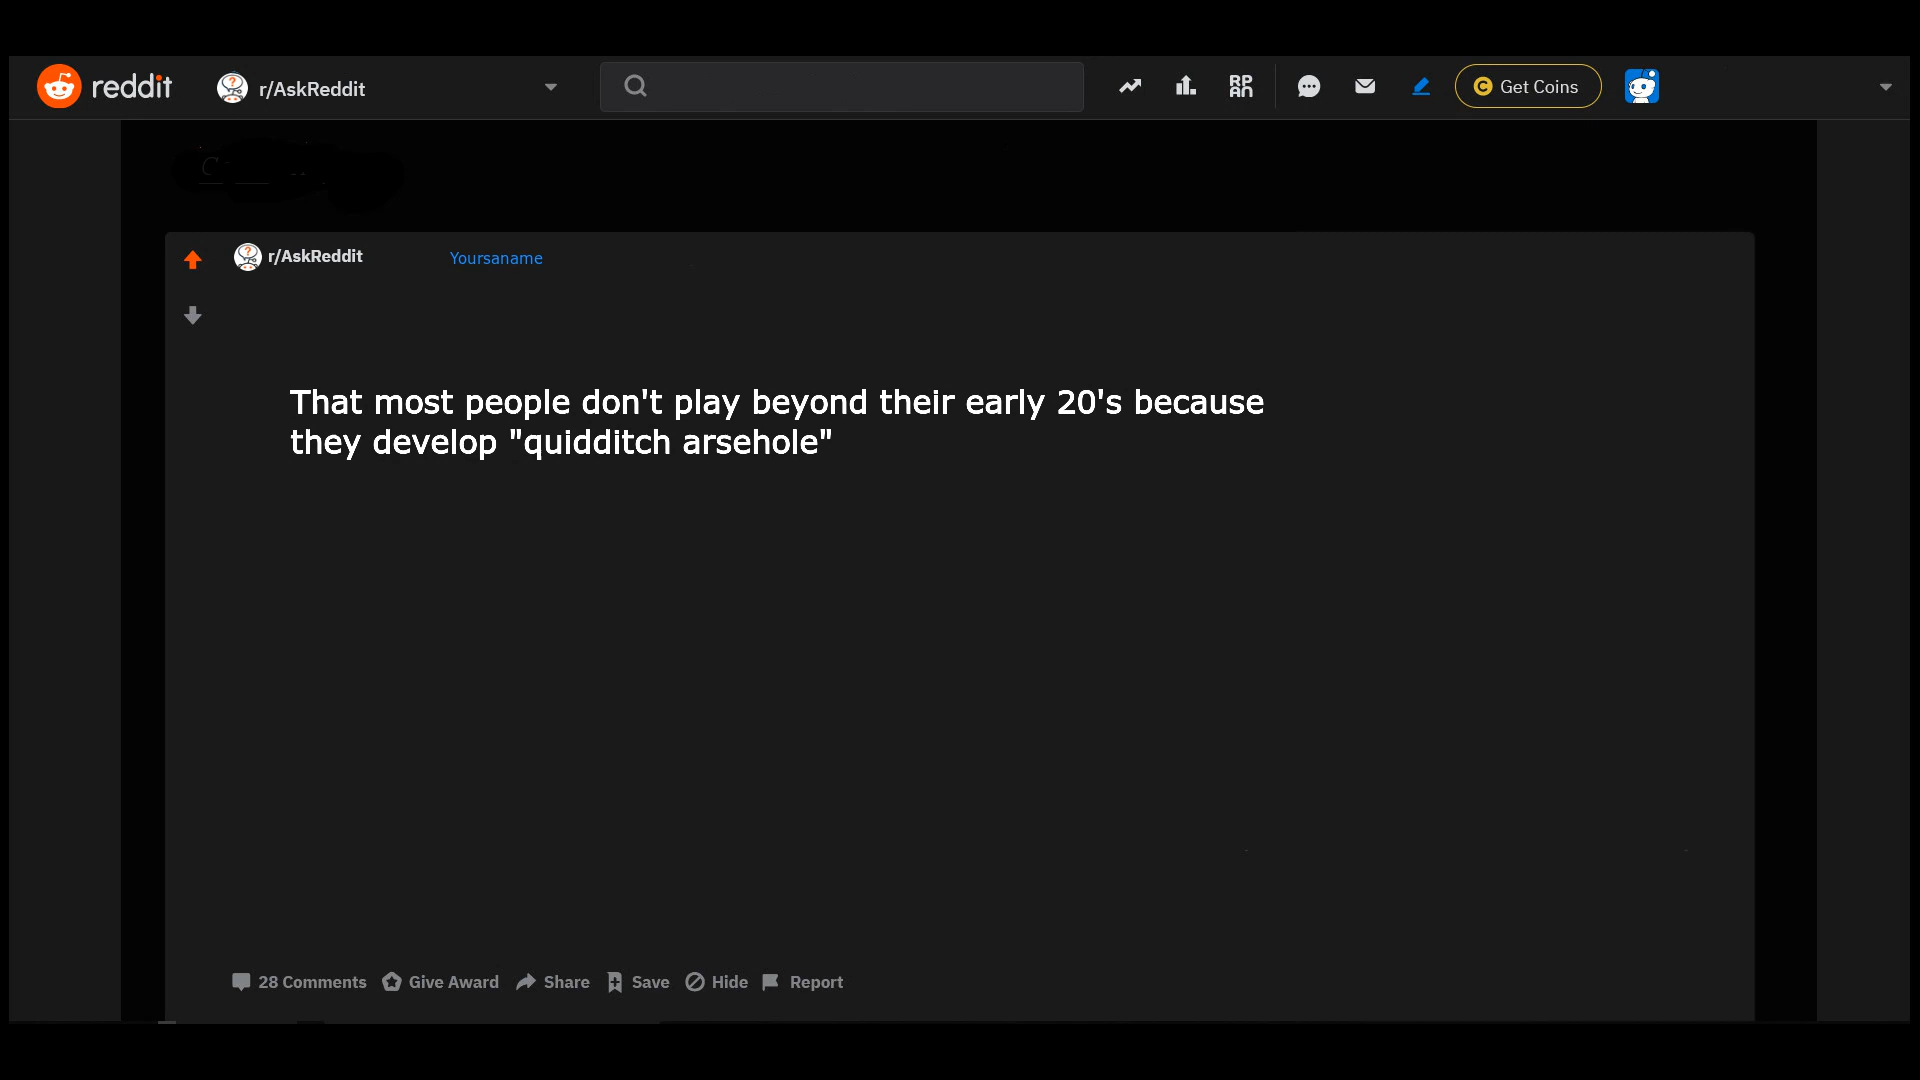 reddit r/AskReddit RPAN Get Coins
r/AskReddit Yoursaname
That most people don't play beyond their early 20's because
they develop "quidditch arsehole"
28 Comments Give Award Share Save Hide Report